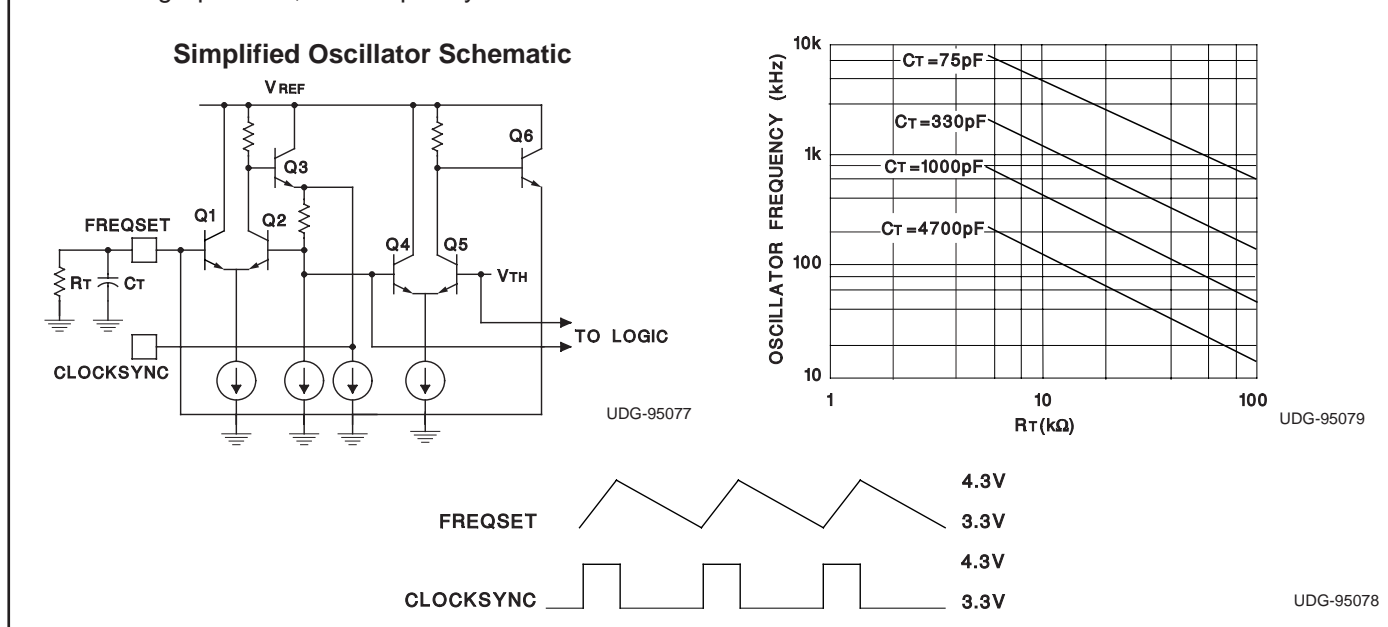 Simplified Oscillator Schematic
VREF
Q6
Q3
FREQSET
Q1
Q2
Q4
Q5
RT
CT
VTH
TO LOGIC
CLOCKSYNC
UDG-95077
OSCILLATOR FREQUENCY (kHz)
10k
1k
100
10
CT=75pF
CT=330pF
CT=1000pF
CT=4700pF
1
10
100
RT(kΩ)
UDG-95079
FREQSET
4.3V
3.3V
CLOCKSYNC
4.3V
3.3V
UDG-95078